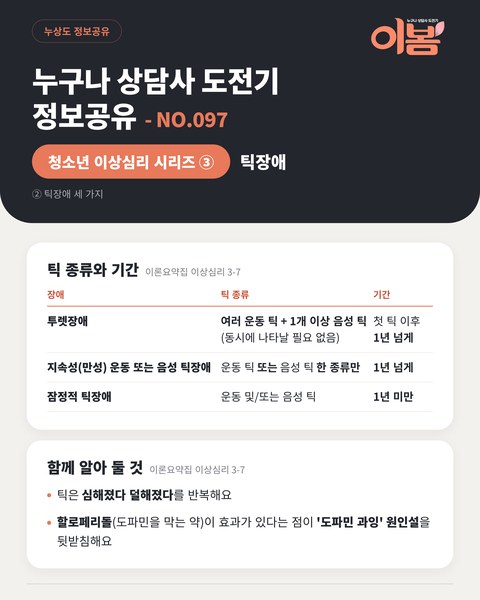 누상도 정보공유
누구나 상담사 도전기
이봄
누구나 상담사 도전기
정보공유 - NO.097
청소년 이상심리 시리즈 ③ 틱장애
② 틱장애 세 가지
틱 종류와 기간 이론요약집 이상심리 3-7
장애 틱 종류 기간
투렛장애 여러 운동 틱 + 1개 이상 음성 틱 첫 틱 이후
(동시에 나타날 필요 없음) 1년 넘게
지속성(만성) 운동 또는 음성 틱장애 운동 틱 또는 음성 틱 한 종류만 1년 넘게
잠정적 틱장애 운동 및/또는 음성 틱 1년 미만
함께 알아 둘 것 이론요약집 이상심리 3-7
• 틱은 심해졌다 덜해졌다를 반복해요
• 할로페리돌(도파민을 막는 약)이 효과가 있다는 점이 '도파민 과잉' 원인설을
뒷받침해요